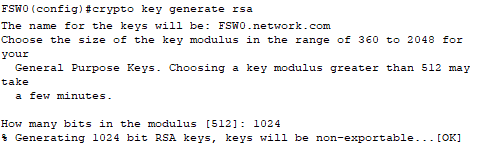 FSW0(config)#crypto key generate rsa
The name for the keys will be: FSW0.network.com
Choose the size of the key modulus in the range of 360 to 2048 for
your
  General Purpose Keys. Choosing a key modulus greater than 512 may
take
  a few minutes.

How many bits in the modulus [512]: 1024
% Generating 1024 bit RSA keys, keys will be non-exportable...[OK]